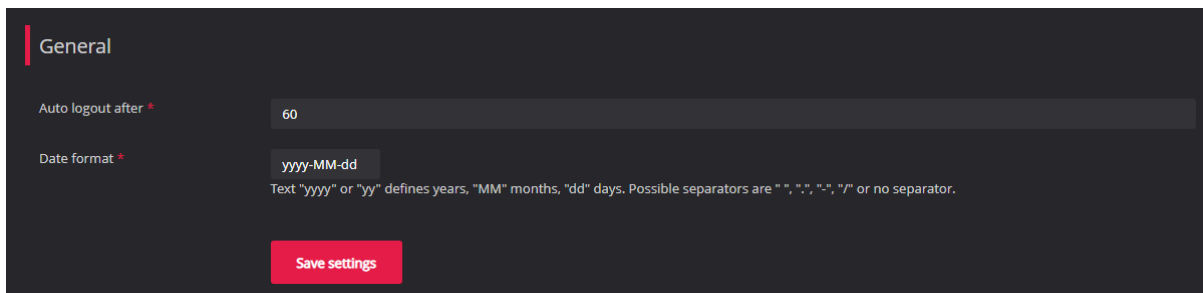 General
Auto logout after *
60
Date format *
yyyy-MM-dd
Text "yyyy" or "yy" defines years, "MM" months, "dd" days. Possible separators are " ", ".", "-", "/" or no separator.
Save settings